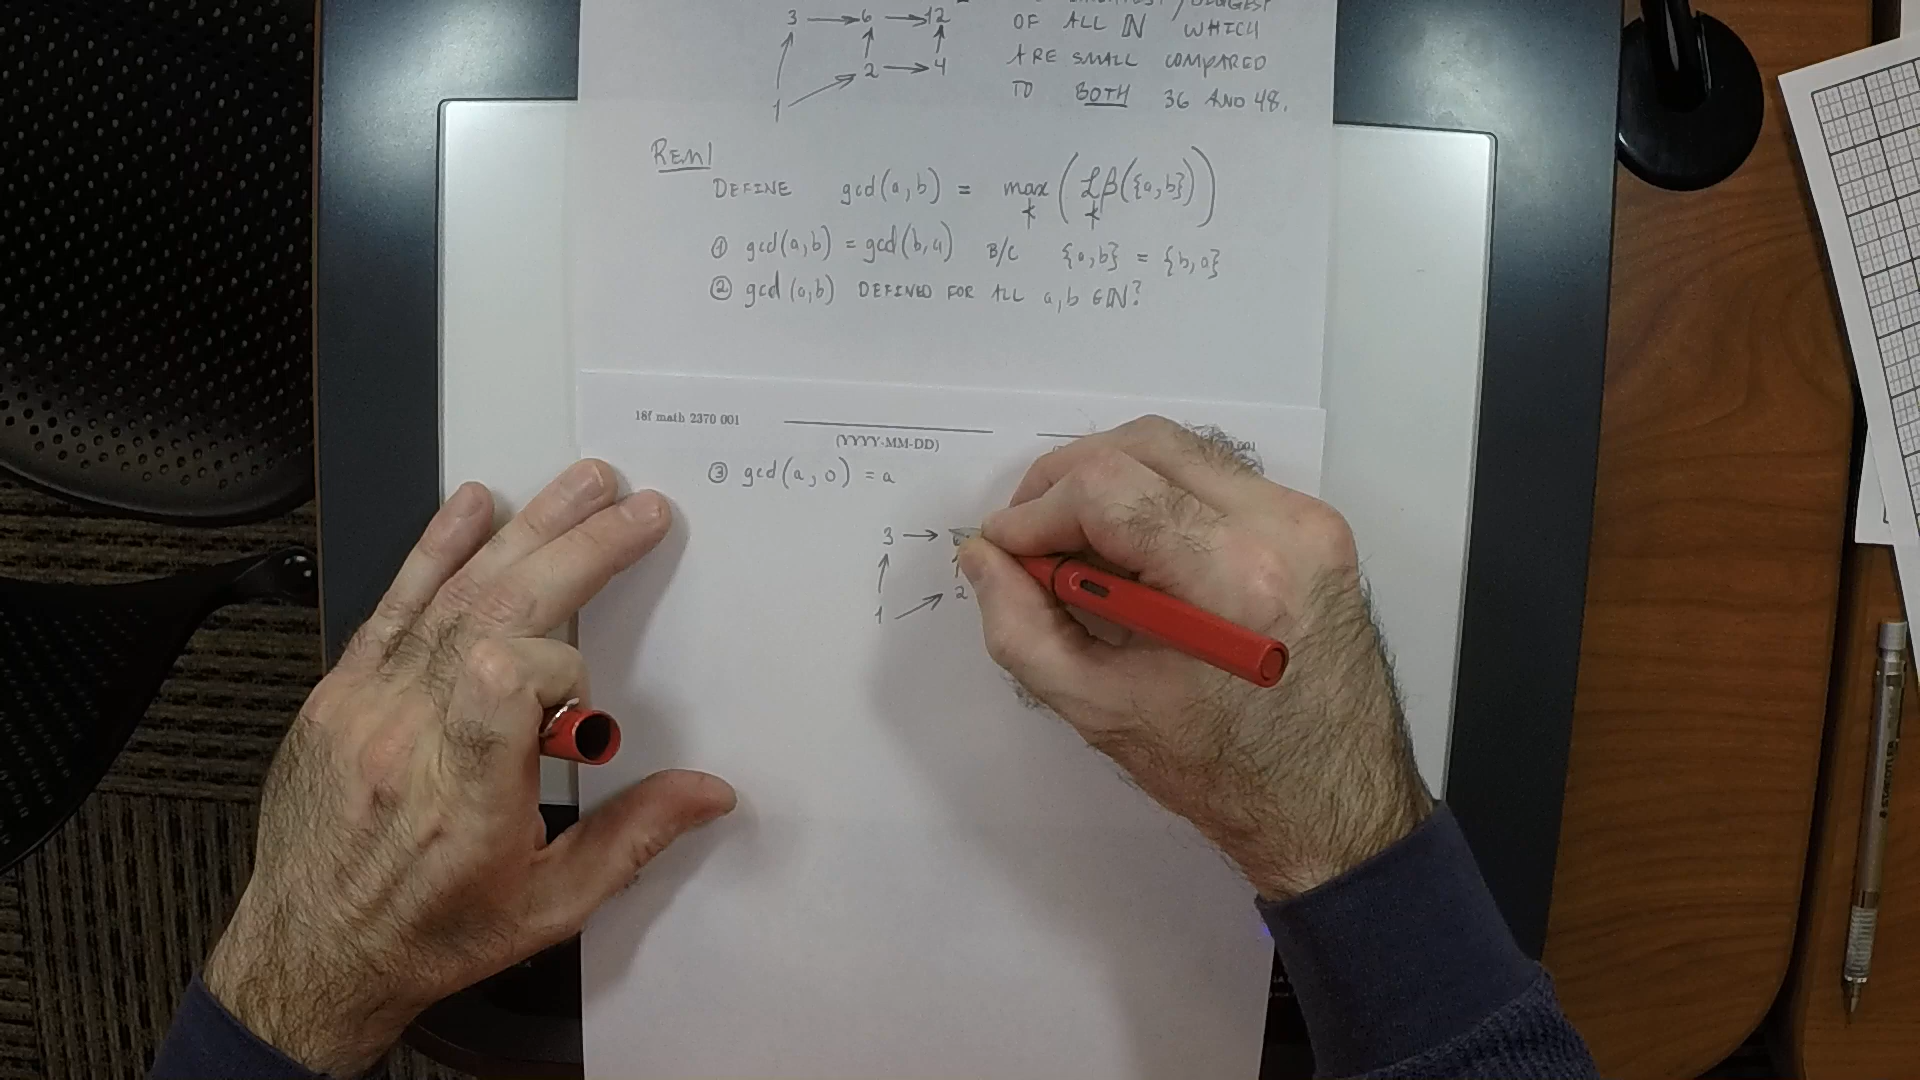 3 → 6 → 12
OF ALL ℕ WHICH
ARE SMALL COMPARED
2 → 4
TO BOTH 36 AND 48.
1
REM
DEFINE gcd(a,b) = max ( ℒβ({a,b}) )
① gcd(a,b) = gcd(b,a) B/C {a,b} = {b,a}
② gcd(a,b) DEFINED FOR ALL a,b ∈ ℕ?
18f math 2370 001
(YYYY-MM-DD)
③ gcd(a,0) = a
3 →
1 2